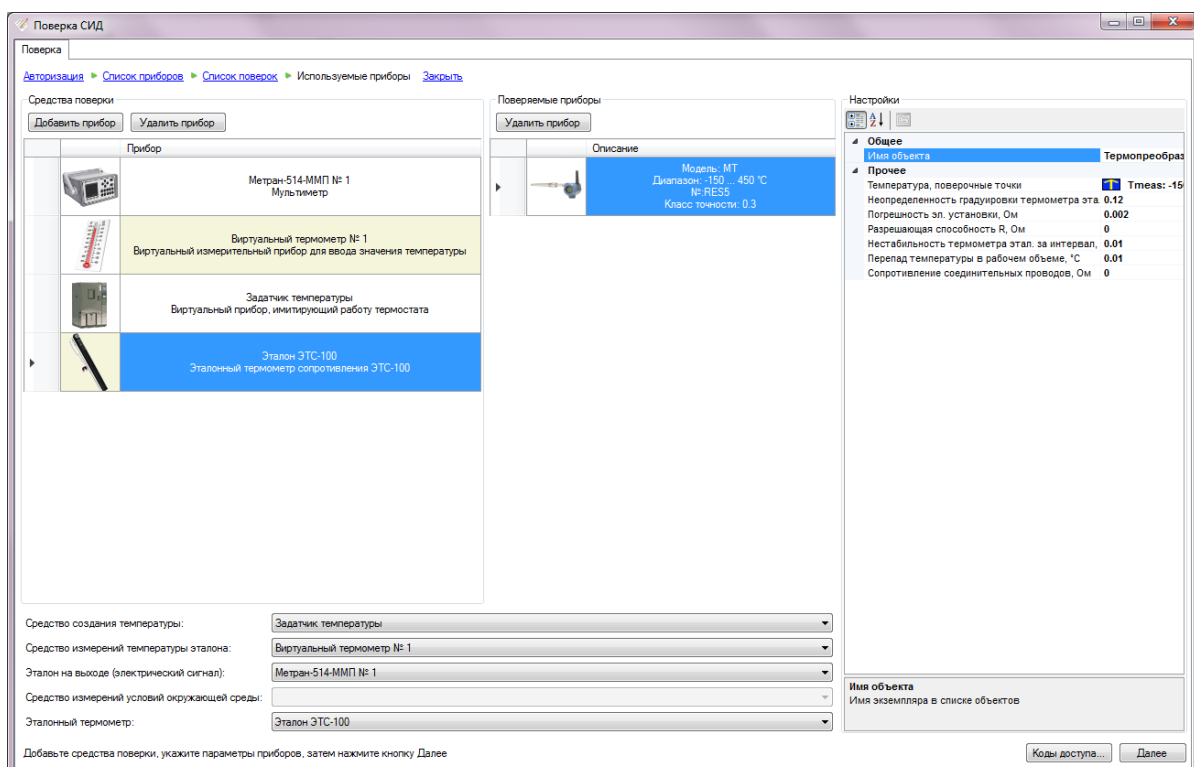 Поверка СИД
Поверка
Авторизация Список приборов Список поверок Используемые приборы Закрыть
Средства поверки
Добавить прибор Удалить прибор
Прибор
Метран-514-ММП № 1
Мультиметр
Виртуальный термометр № 1
Виртуальный измерительный прибор для ввода значения температуры
Задатчик температуры
Виртуальный прибор, имитирующий работу термостата
Эталон ЭТС-100
Эталонный термометр сопротивления ЭТС-100
Поверяемые приборы
Удалить прибор
Описание
Модель: МТ
Диапазон: -150 ... 450 °C
№:RES5
Класс точности: 0.3
Настройки
Общее
Имя объекта Термопреобраз
Прочее
Температура, поверочные точки Tmeas: -15
Неопределенность градуировки термометра эта. 0.12
Погрешность эл. установки, Ом 0.002
Разрешающая способность R, Ом 0
Нестабильность термометра этал. за интервал, 0.01
Перепад температуры в рабочем объеме, °C 0.01
Сопротивление соединительных проводов, Ом 0
Средство создания температуры: Задатчик температуры
Средство измерений температуры эталона: Виртуальный термометр № 1
Эталон на выходе (электрический сигнал): Метран-514-ММП № 1
Средство измерений условий окружающей среды:
Эталонный термометр: Эталон ЭТС-100
Имя объекта
Имя экземпляра в списке объектов
Добавьте средства поверки, укажите параметры приборов, затем нажмите кнопку Далее
Коды доступа... Далее